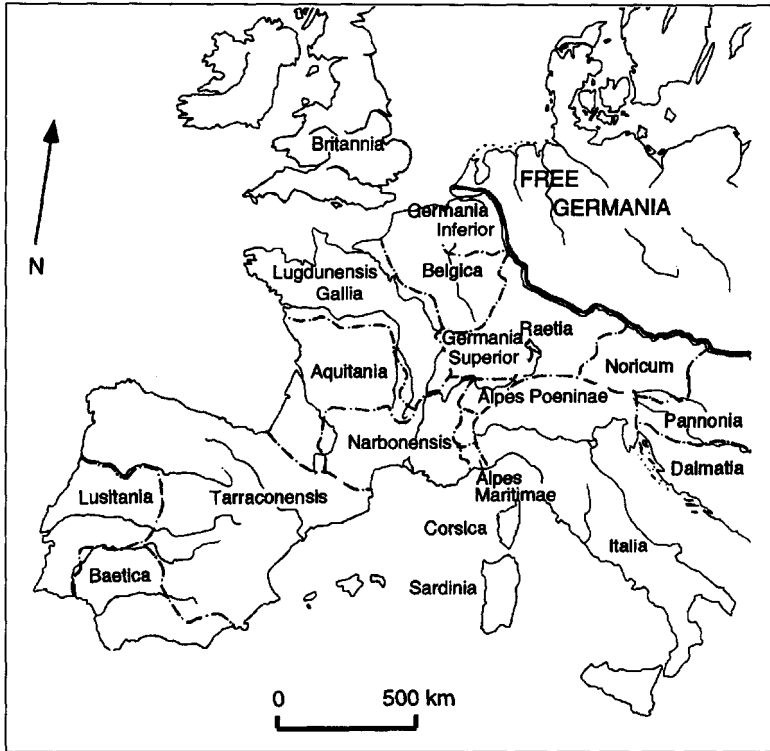 Britannia
FREE
GERMANIA
N
Germania
Inferior
Lugdunensis
Gallia
Belgica
Raetia
Germania
Superior
Noricum
Aquitania
Alpes Poeninae
Pannonia
Narbonensis
Dalmatia
Lusitania
Tarraconensis
Alpes
Maritimae
Corsica
Italia
Baetica
Sardinia
0 500 km